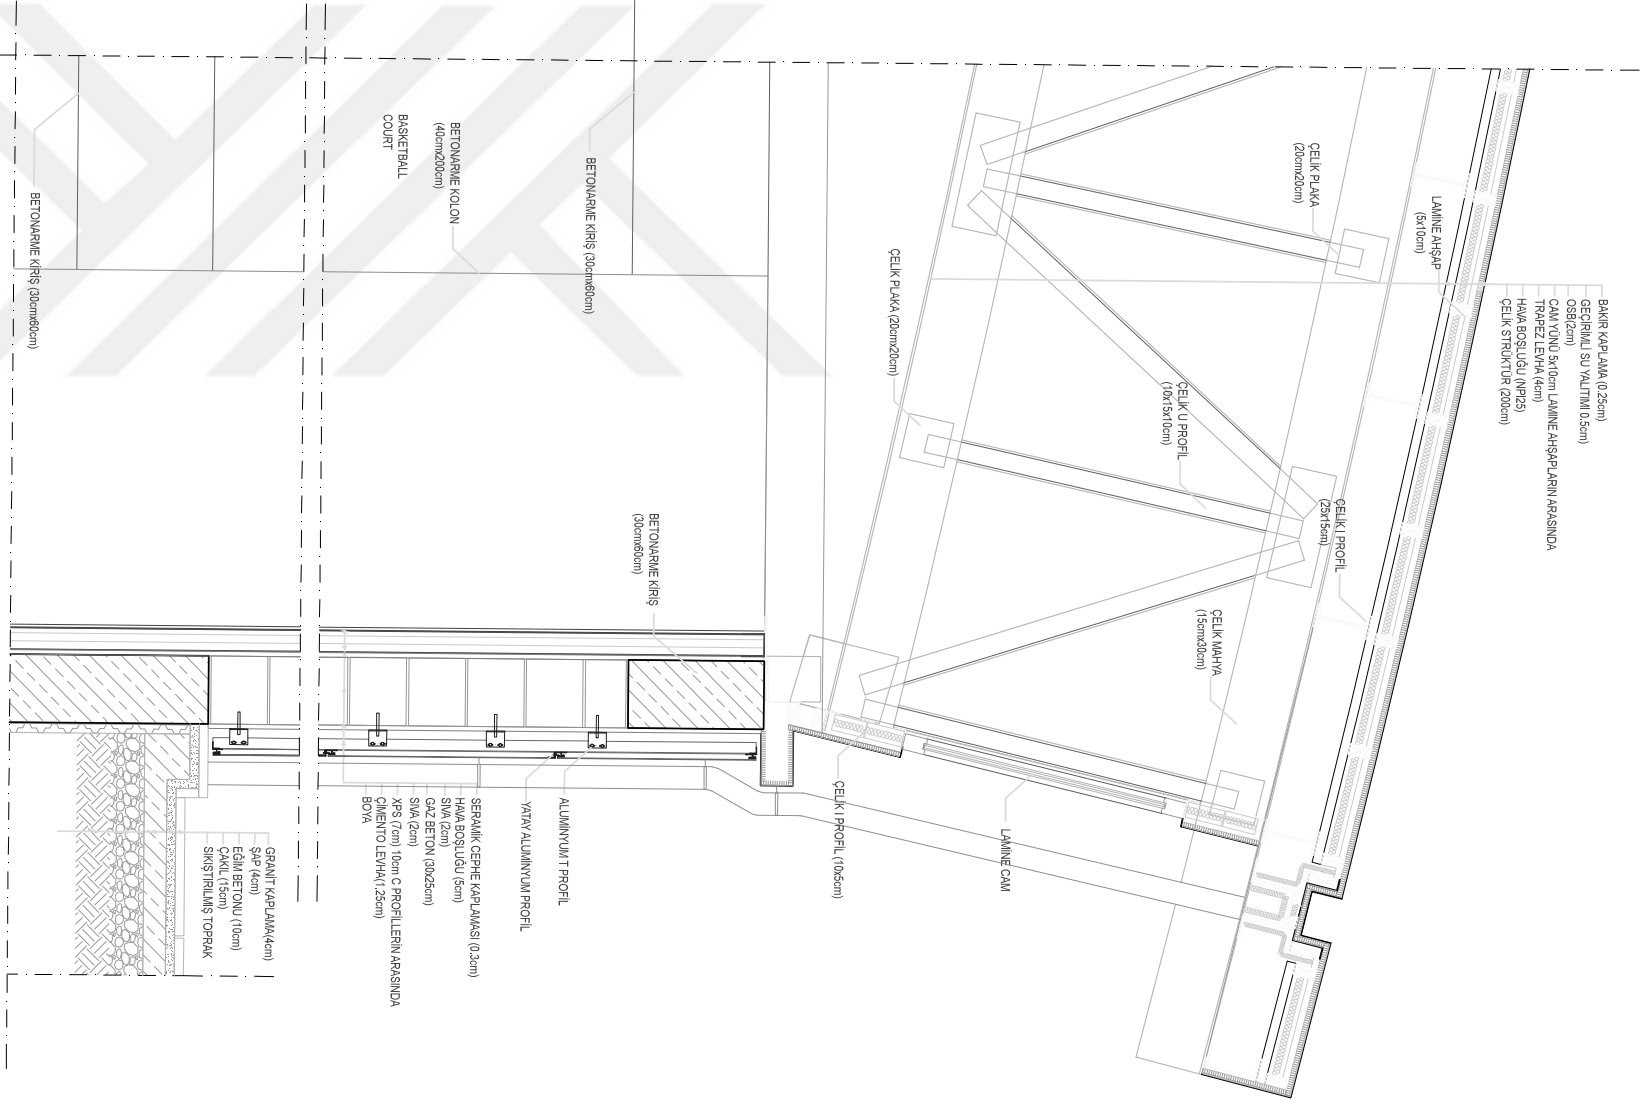 BAKIR KAPLAMA (0.25cm)
GEÇİRİMLİ SU YALITIMI 0.5cm)
OSB(2cm)
CAM YÜNÜ 5x10cm LAMİNE AHŞAPLARIN ARASINDA
TRAPEZ LEVHA (4cm)
HAVA BOŞLUĞU (NPI25)
ÇELİK STRÜKTÜR (200cm)
LAMİNE AHŞAP
(5x10cm)
ÇELİK PLAKA
(20cmx20cm)
ÇELİK I PROFİL
(25x15cm)
ÇELİK MAHYA
(15cmx30cm)
ÇELİK U PROFİL
(10x15x10cm)
ÇELİK PLAKA (20cmx20cm)
LAMİNE CAM
ÇELİK I PROFİL (10x5cm)
BETONARME KİRİŞ
(30cmx60cm)
BETONARME KİRİŞ (30cmx60cm)
BETONARME KOLON
(40cmx200cm)
BASKETBALL
COURT
BETONARME KİRİŞ (30cmx60cm)
ALUMİNYUM T PROFİL
YATAY ALUMİNYUM PROFİL
SERAMİK CEPHE KAPLAMASI (0.3cm)
HAVA BOŞLUĞU (5cm)
SIVA (2cm)
GAZ BETON (30x25cm)
SIVA (2cm)
XPS (7cm) 10cm C PROFİLLERİN ARASINDA
ÇİMENTO LEVHA(1.25cm)
BOYA
GRANİT KAPLAMA(4cm)
ŞAP (4cm)
EĞİM BETONU (10cm)
ÇAKIL (15cm)
SIKIŞTIRILMIŞ TOPRAK